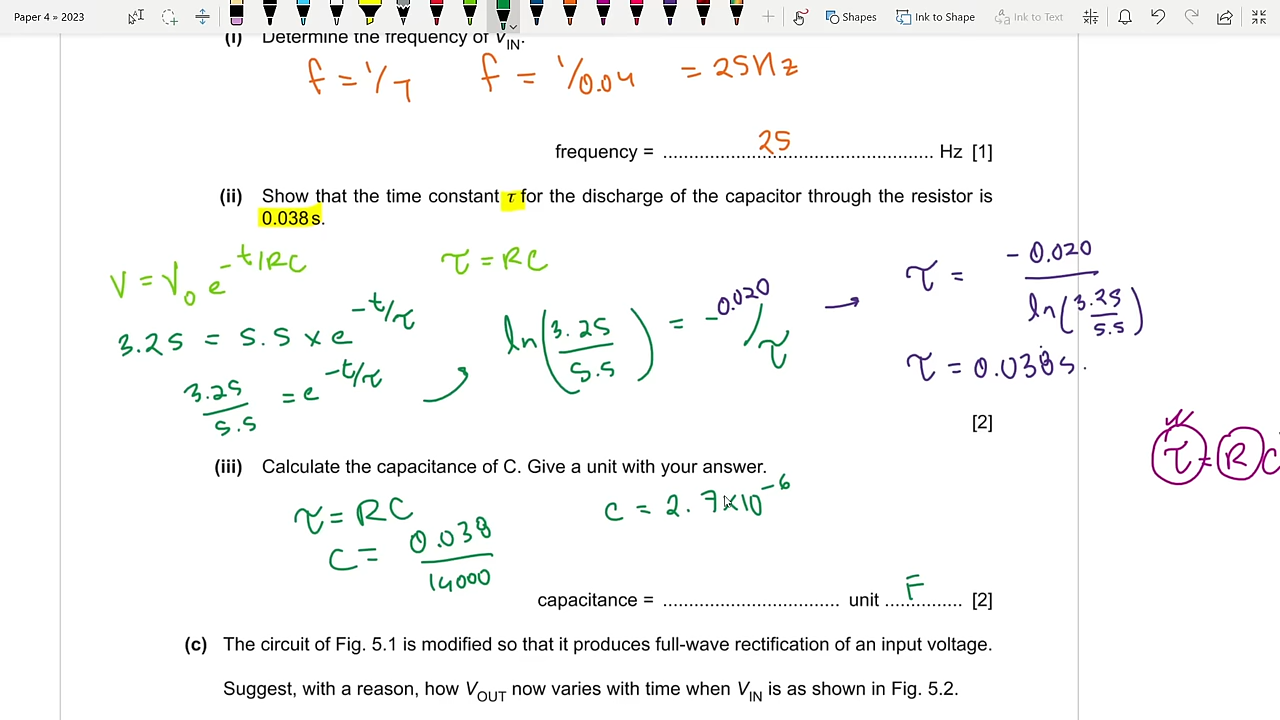 Paper 4 » 2023
Shapes
Ink to Shape
Ink to Text
(i) Determine the frequency of V_IN.
f = 1/T f = 1/0.04 = 25Hz
25
frequency = .................................................... Hz [1]
(ii) Show that the time constant τ for the discharge of the capacitor through the resistor is
0.038 s.
V = V₀ e^(-t/RC) τ = RC
3.25 = 5.5 × e^(-t/τ)
3.25/5.5 = e^(-t/τ)
ln(3.25/5.5) = -0.020/τ →
τ = -0.020/ln(3.25/5.5)
τ = 0.038s.
[2]
τ = RC
(iii) Calculate the capacitance of C. Give a unit with your answer.
τ = RC
C = 0.038/14000
C = 2.7×10^-6
F
capacitance = .................................. unit ............... [2]
(c) The circuit of Fig. 5.1 is modified so that it produces full-wave rectification of an input voltage.
Suggest, with a reason, how V_OUT now varies with time when V_IN is as shown in Fig. 5.2.